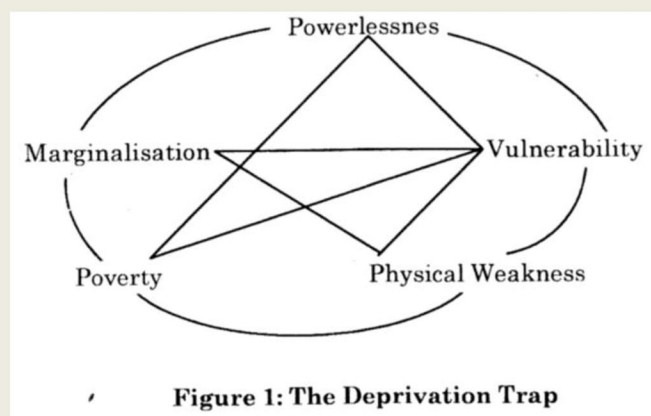 Powerlessnes
Marginalisation Vulnerability
Poverty Physical Weakness
Figure 1: The Deprivation Trap